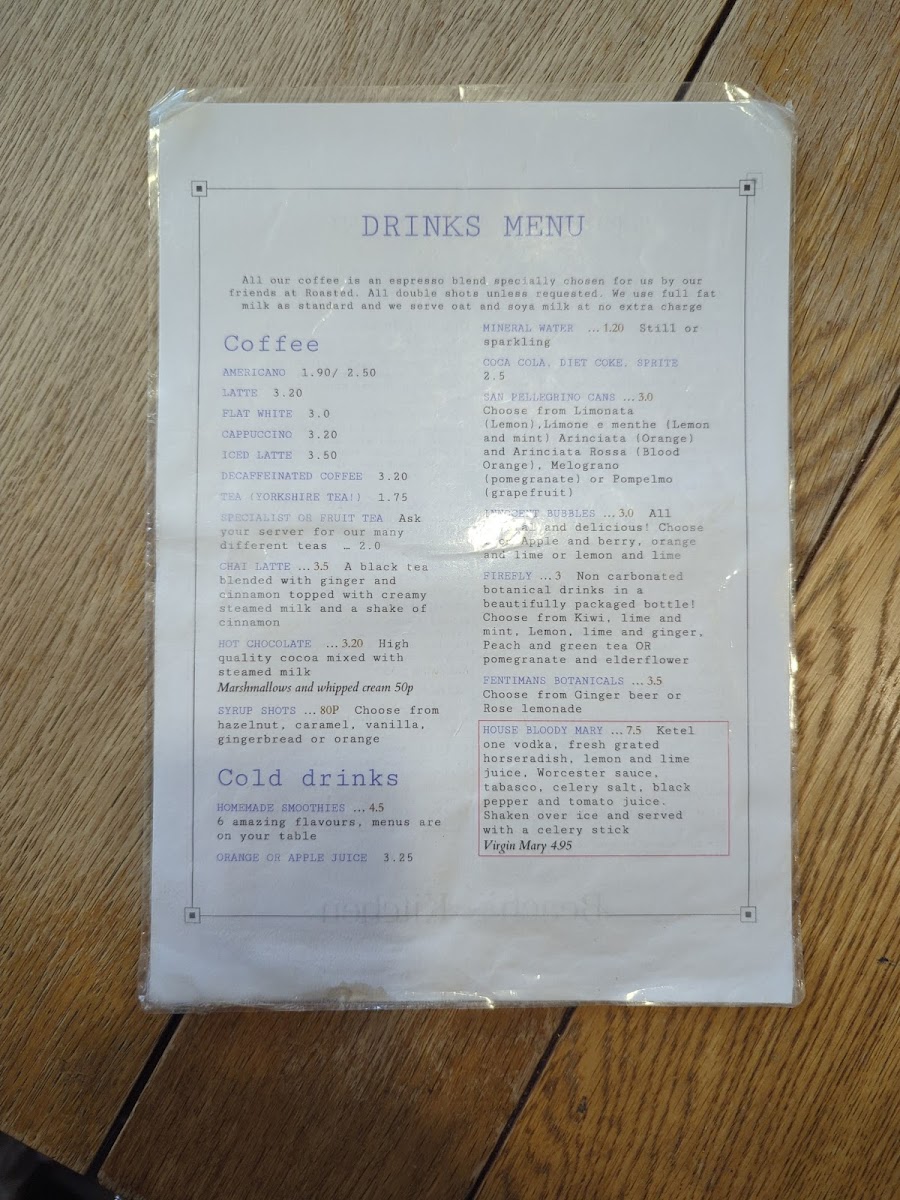 DRINKS MENU
All our coffee is an espresso blend specially chosen for us by our
friends at Roasted. All double shots unless requested. We use full fat
milk as standard and we serve oat and soya milk at no extra charge
Coffee
AMERICANO 1.90/ 2.50
LATTE 3.20
FLAT WHITE 3.0
CAPPUCCINO 3.20
ICED LATTE 3.50
DECAFFEINATED COFFEE 3.20
TEA (YORKSHIRE TEA!) 1.75
SPECIALIST OR FRUIT TEA Ask
your server for our many
different teas … 2.0
CHAI LATTE ... 3.5 A black tea
blended with ginger and
cinnamon topped with creamy
steamed milk and a shake of
cinnamon
HOT CHOCOLATE ... 3.20 High
quality cocoa mixed with
steamed milk
Marshmallows and whipped cream 50p
SYRUP SHOTS ... 80P Choose from
hazelnut, caramel, vanilla,
gingerbread or orange
Cold drinks
HOMEMADE SMOOTHIES ... 4.5
6 amazing flavours, menus are
on your table
ORANGE OR APPLE JUICE 3.25
MINERAL WATER ... 1.20 Still or
sparkling
COCA COLA, DIET COKE, SPRITE
2.5
SAN PELLEGRINO CANS ... 3.0
Choose from Limonata
(Lemon),Limone e menthe (Lemon
and mint) Arinciata (Orange)
and Arinciata Rossa (Blood
Orange), Melograno
(pomegranate) or Pompelmo
(grapefruit)
INNOCENT BUBBLES ... 3.0 All
and delicious! Choose
Apple and berry, orange
and lime or lemon and lime
FIREFLY ... 3 Non carbonated
botanical drinks in a
beautifully packaged bottle!
Choose from Kiwi, lime and
mint, Lemon, lime and ginger,
Peach and green tea OR
pomegranate and elderflower
FENTIMANS BOTANICALS ... 3.5
Choose from Ginger beer or
Rose lemonade
HOUSE BLOODY MARY ... 7.5 Ketel
one vodka, fresh grated
horseradish, lemon and lime
juice, Worcester sauce,
tabasco, celery salt, black
pepper and tomato juice.
Shaken over ice and served
with a celery stick
Virgin Mary 4.95